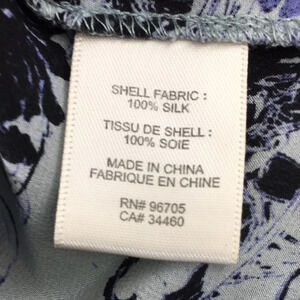 SHELL FABRIC :
100% SILK
TISSU DE SHELL :
100% SOIE
MADE IN CHINA
FABRIQUE EN CHINE
RN# 96705
CA# 34460